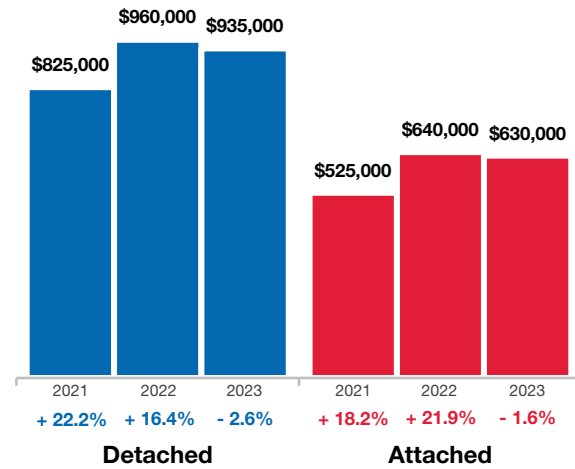 $825,000
$960,000
$935,000
$525,000
$640,000
$630,000
2021 2022 2023 2021 2022 2023
+ 22.2% + 16.4% - 2.6% + 18.2% + 21.9% - 1.6%
Detached Attached